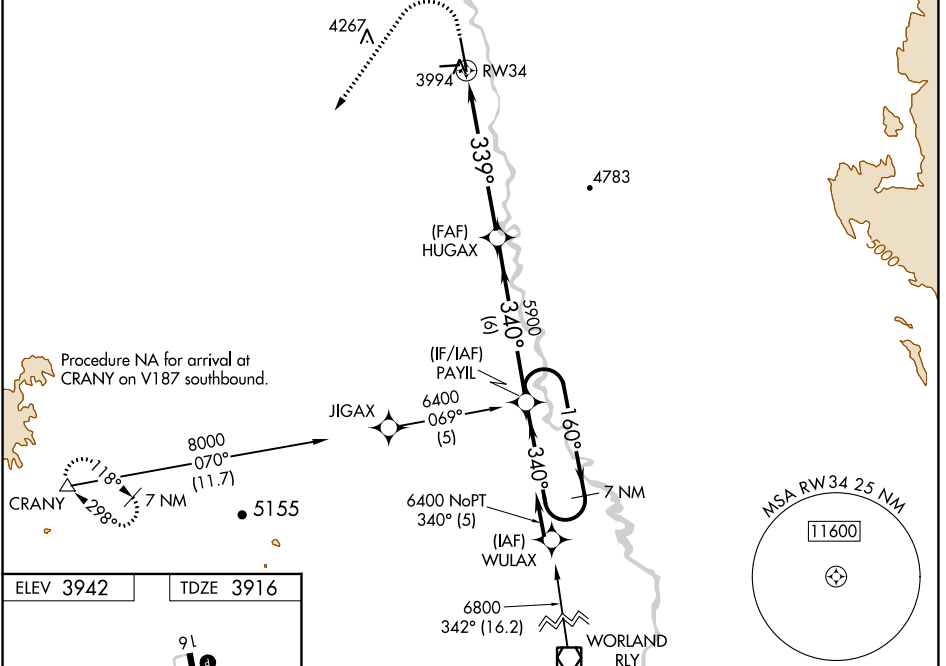 4267
3994
RW34
339°
4783
(FAF)
HUGAX
5000
340°
(6)
5900
Procedure NA for arrival at
CRANY on V187 southbound.
(IF/IAF)
PAYIL
JIGAX
6400
069°
(5)
8000
070°
(11.7)
160°
118°
298°
CRANY
7 NM
5155
340°
7 NM
6400 NoPT
340° (5)
(IAF)
WULAX
MSA RW34 25 NM
11600
ELEV 3942
TDZE 3916
6800
342° (16.2)
16
P
WORLAND
RLY